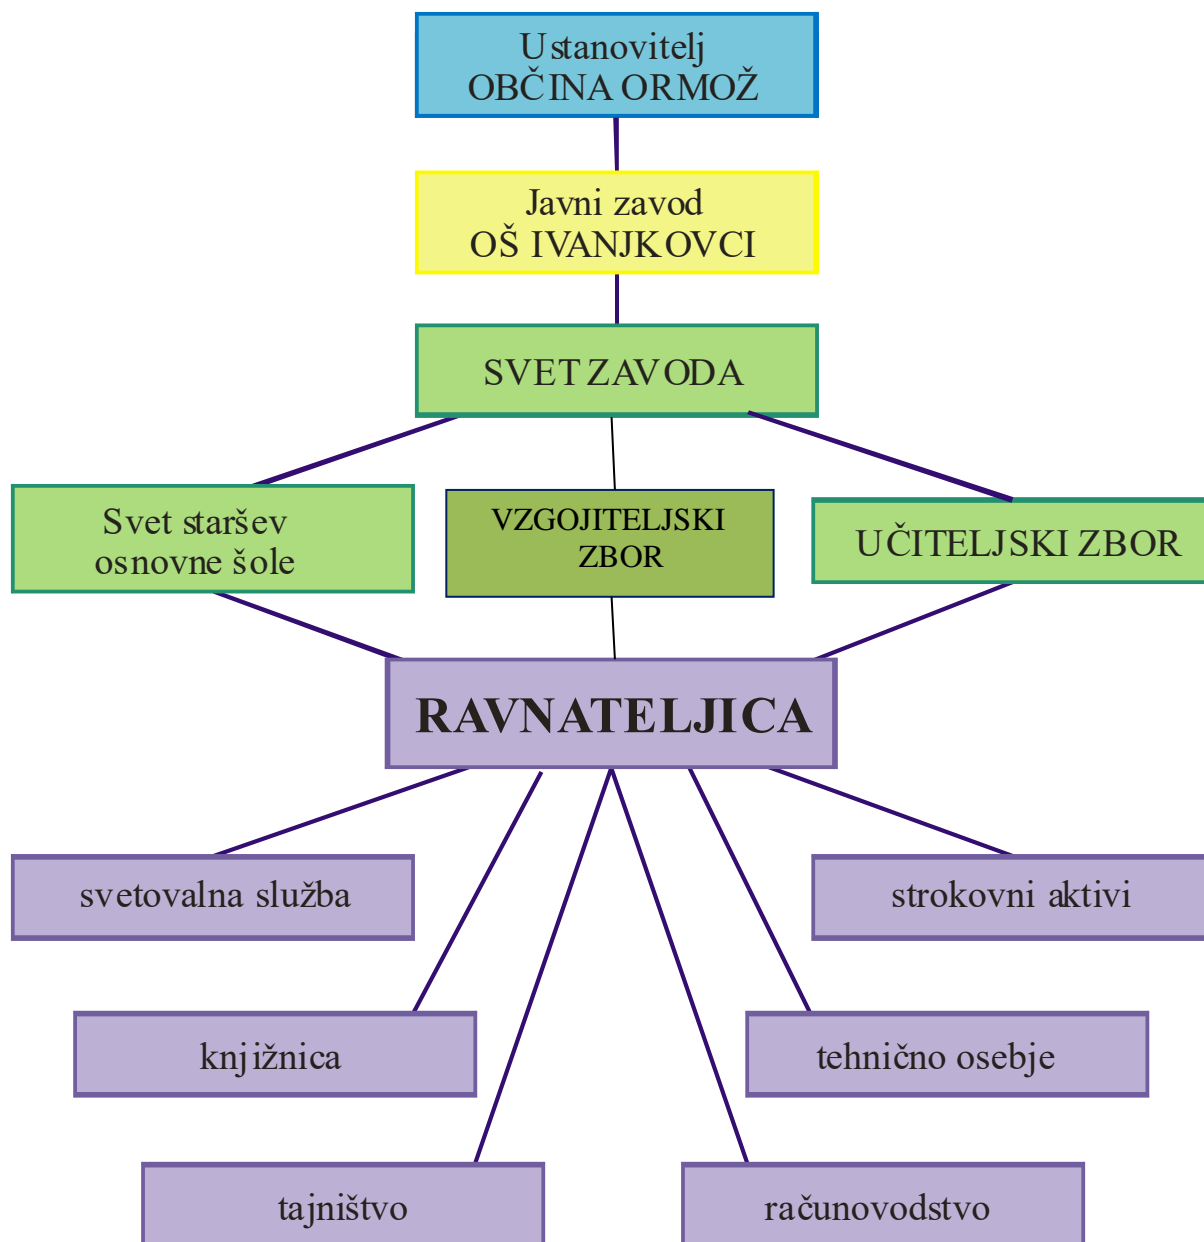 Ustanovitelj
OBČINA ORMOŽ
Javni zavod
OŠ IVANJKOVCI
SVET ZAVODA
Svet staršev
osnovne šole
VZGOJITELJSKI
ZBOR
UČITELJSKI ZBOR
RAVNATELJICA
svetovalna služba
strokovni aktivi
knjižnica
tehnično osebje
tajništvo
računovodstvo